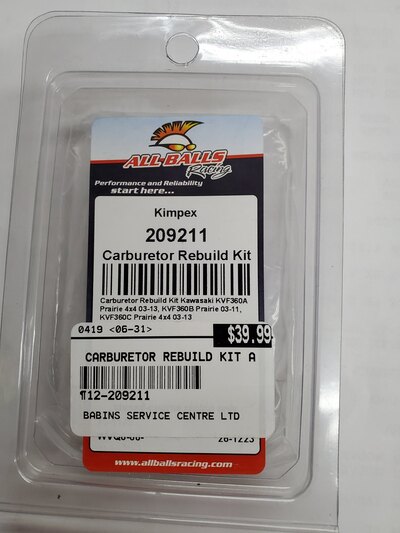 ALL BALLS
Racing
Performance and Reliability
start here...
Kimpex
209211
Carburetor Rebuild Kit
Carburetor Rebuild Kit Kawasaki KVF360A
Prairie 4x4 03-13, KVF360B Prairie 03-11,
KVF360C Prairie 4x4 03-13
0419 <06-31>
$39.99
CARBURETOR REBUILD KIT A
¶12-209211
BABINS SERVICE CENTRE LTD
26-1223
www.allballsracing.com